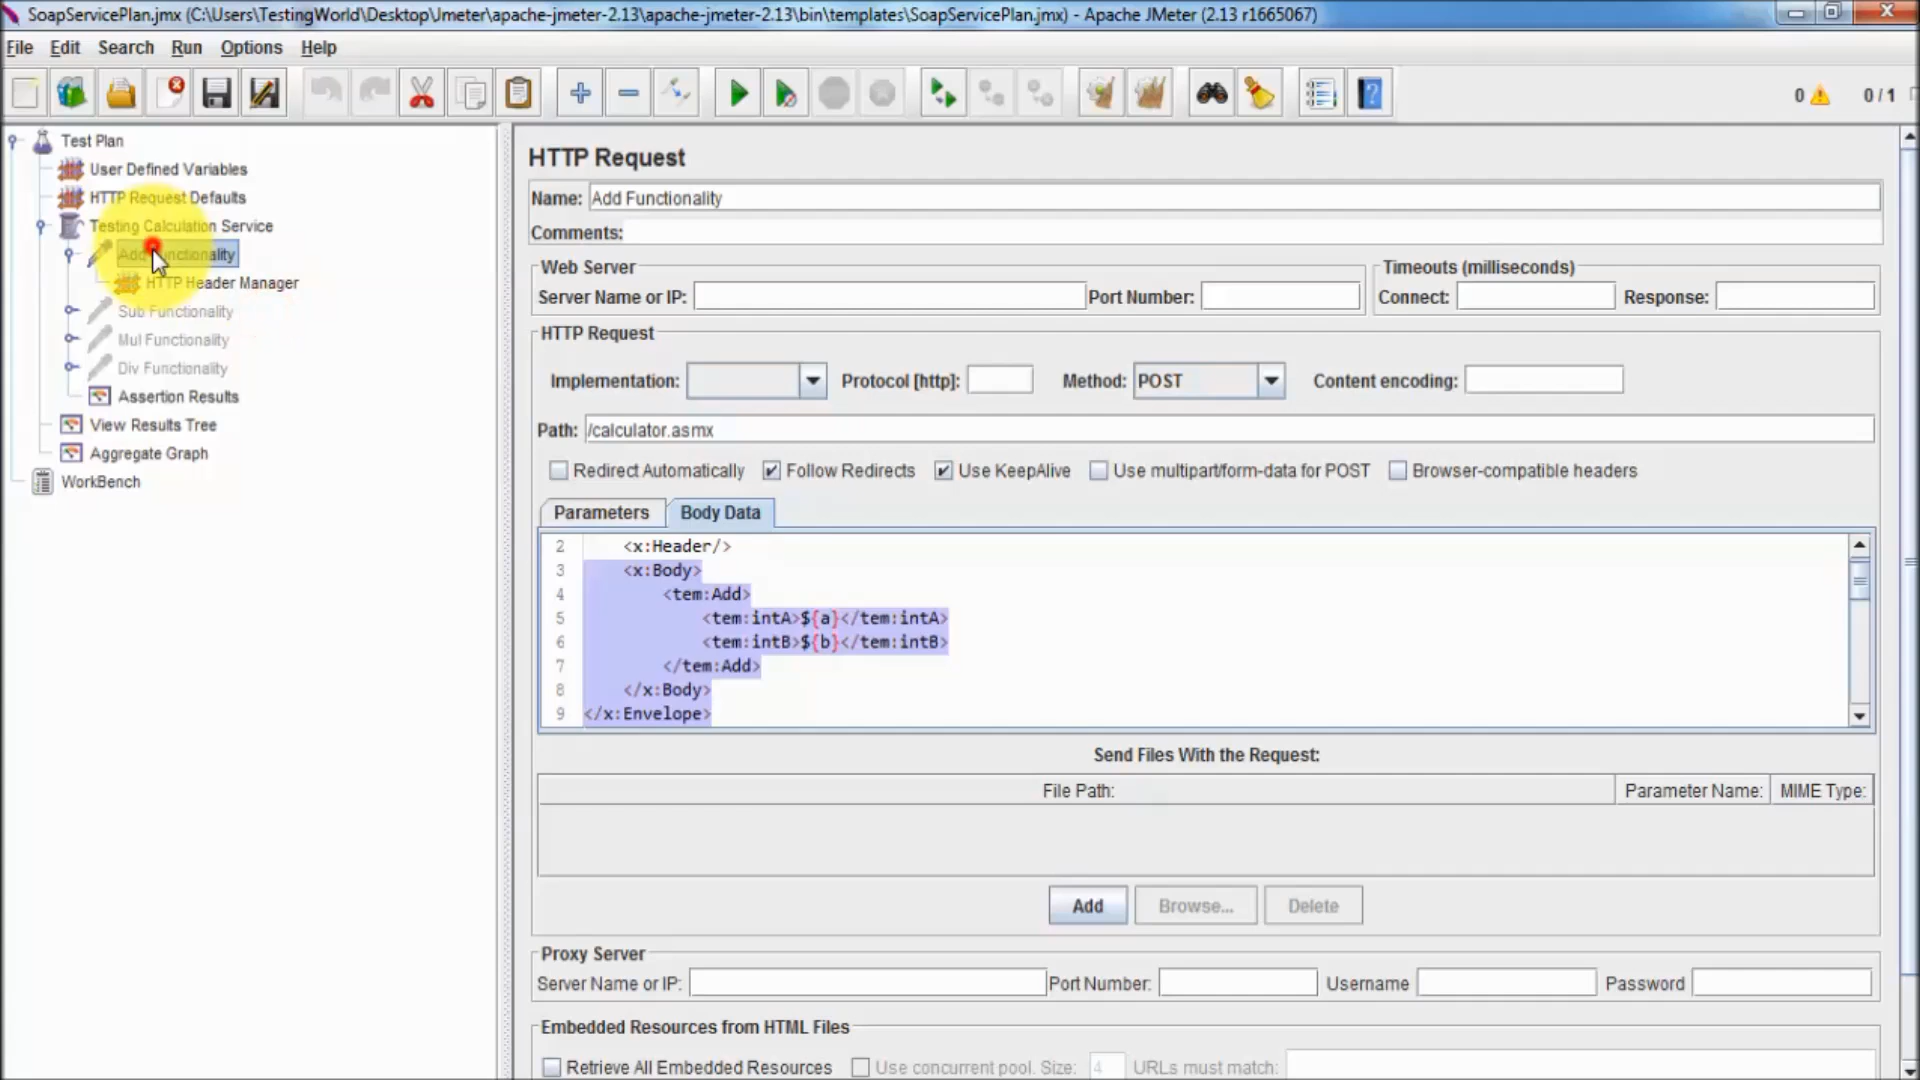 SoapServicePlan.jmx (C:\Users\TestingWorld\Desktop\Jmeter\apache-jmeter-2.13\apache-jmeter-2.13\bin\templates\SoapServicePlan.jmx) - Apache JMeter (2.13 r1665067)
File Edit Search Run Options Help
0 0 / 1
Test Plan
User Defined Variables
HTTP Request Defaults
Testing Calculation Service
Add Functionality
HTTP Header Manager
Sub Functionality
Mul Functionality
Div Functionality
Assertion Results
View Results Tree
Aggregate Graph
WorkBench
HTTP Request
Name: Add Functionality
Comments:
Web Server
Server Name or IP: Port Number:
Timeouts (milliseconds)
Connect: Response:
HTTP Request
Implementation: Protocol [http]: Method: POST Content encoding:
Path: /calculator.asmx
Redirect Automatically Follow Redirects Use KeepAlive Use multipart/form-data for POST Browser-compatible headers
Parameters Body Data
2 <x:Header/>
3 <x:Body>
4 <tem:Add>
5 <tem:intA>${a}</tem:intA>
6 <tem:intB>${b}</tem:intB>
7 </tem:Add>
8 </x:Body>
9 </x:Envelope>
Send Files With the Request:
File Path: Parameter Name: MIME Type:
Add Browse... Delete
Proxy Server
Server Name or IP: Port Number: Username Password
Embedded Resources from HTML Files
Retrieve All Embedded Resources Use concurrent pool. Size: 4 URLs must match: